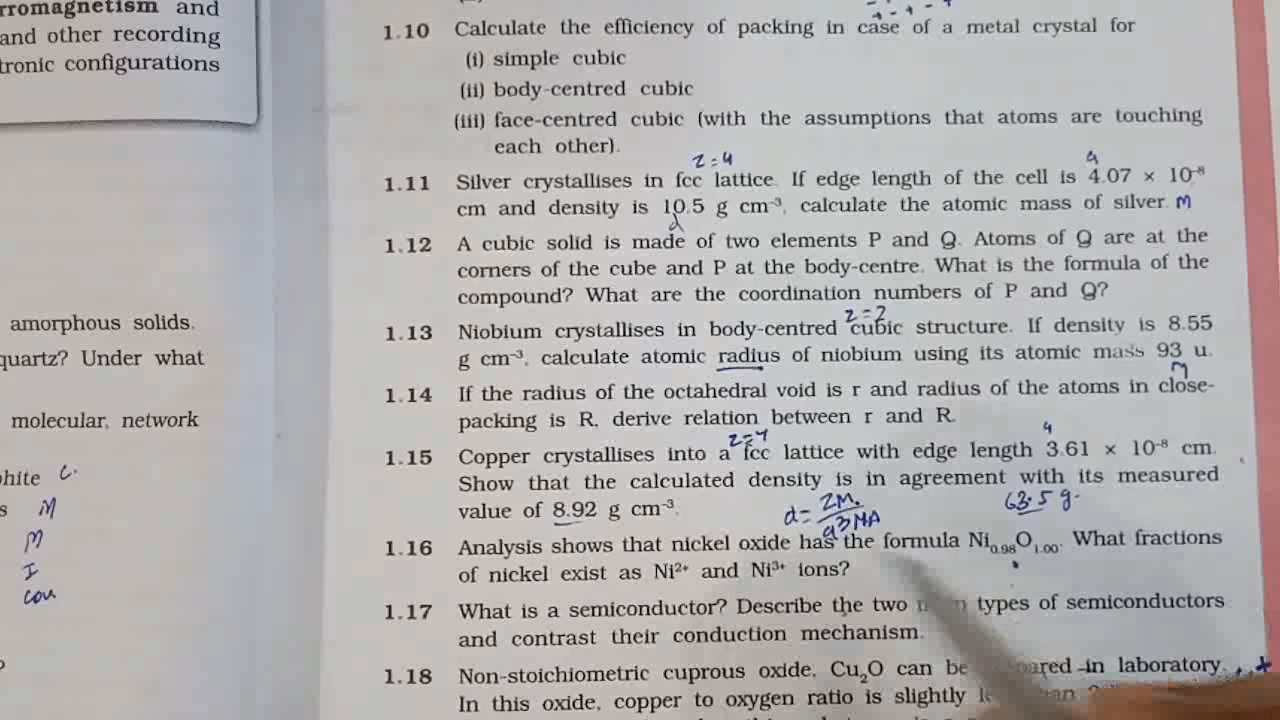 rromagnetism and
and other recording
tronic configurations
amorphous solids.
quartz? Under what
molecular, network
phite C.
s M
M
I
cov
1.10 Calculate the efficiency of packing in case of a metal crystal for
(i) simple cubic
(ii) body-centred cubic
(iii) face-centred cubic (with the assumptions that atoms are touching
each other).
z=4
a
1.11 Silver crystallises in fcc lattice. If edge length of the cell is 4.07 × 10⁻⁸
cm and density is 10.5 g cm⁻³, calculate the atomic mass of silver. M
d
1.12 A cubic solid is made of two elements P and Q. Atoms of Q are at the
corners of the cube and P at the body-centre. What is the formula of the
compound? What are the coordination numbers of P and Q?
z=2
1.13 Niobium crystallises in body-centred cubic structure. If density is 8.55
g cm⁻³, calculate atomic radius of niobium using its atomic mass 93 u.
M
1.14 If the radius of the octahedral void is r and radius of the atoms in close-
packing is R, derive relation between r and R.
z=4
a
1.15 Copper crystallises into a fcc lattice with edge length 3.61 × 10⁻⁸ cm.
Show that the calculated density is in agreement with its measured
value of 8.92 g cm⁻³.
d = ZM / a3 NA
63.5 g.
1.16 Analysis shows that nickel oxide has the formula Ni₀.₉₈O₁.₀₀. What fractions
of nickel exist as Ni²⁺ and Ni³⁺ ions?
1.17 What is a semiconductor? Describe the two types of semiconductors
and contrast their conduction mechanism.
1.18 Non-stoichiometric cuprous oxide, Cu₂O can be in laboratory.
In this oxide, copper to oxygen ratio is slightly